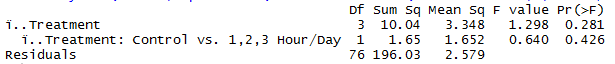 Df Sum Sq Mean Sq F value Pr(>F)
ï..Treatment 3 10.04 3.348 1.298 0.281
ï..Treatment: Control vs. 1,2,3 Hour/Day 1 1.65 1.652 0.640 0.426
Residuals 76 196.03 2.579